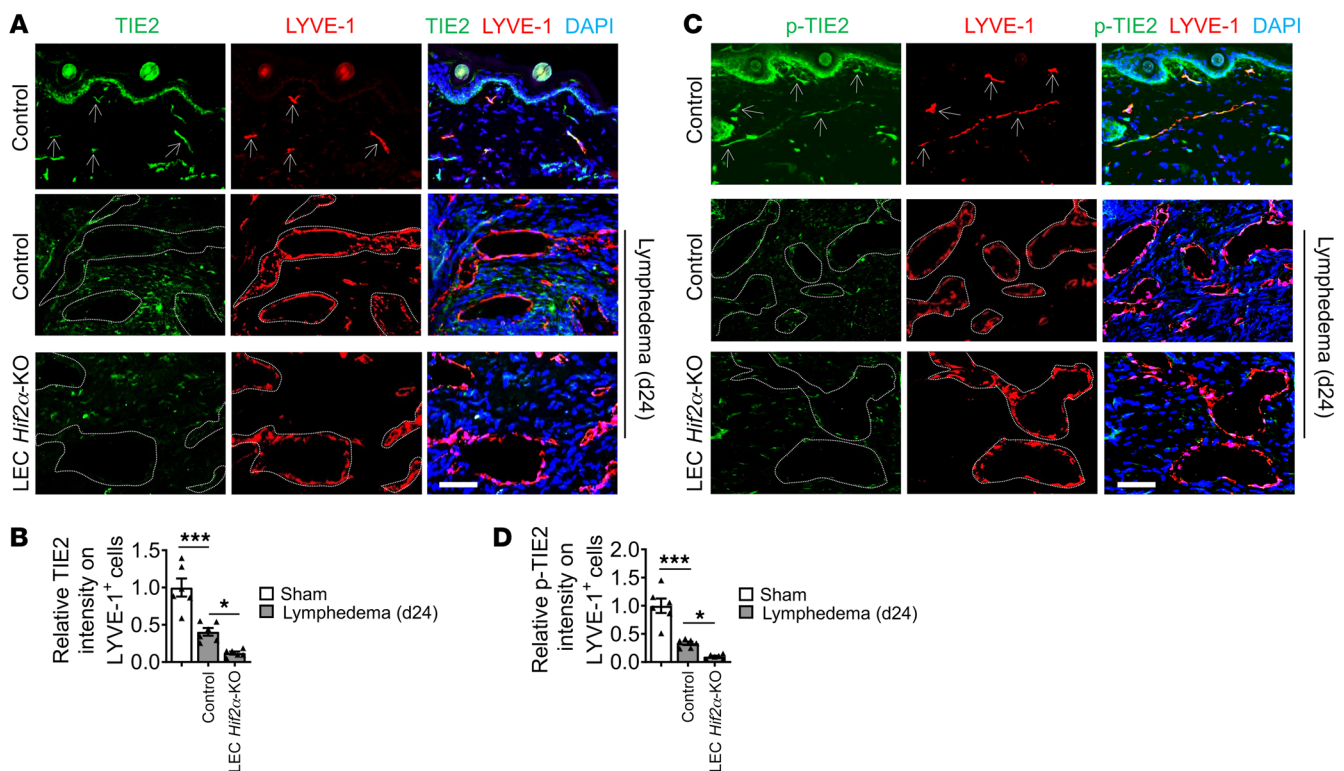 A
TIE2
LYVE-1
TIE2 LYVE-1 DAPI
Control
Control
LEC Hif2α-KO
Lymphedema (d24)
C
p-TIE2
LYVE-1
p-TIE2 LYVE-1 DAPI
Control
Control
LEC Hif2α-KO
Lymphedema (d24)
B
Relative TIE2
intensity on
LYVE-1+ cells
1.5
1.0
0.5
0.0
***
*
Control
LEC Hif2α-KO
Sham
Lymphedema (d24)
D
Relative p-TIE2
intensity on
LYVE-1+ cells
2.0
1.5
1.0
0.5
0.0
***
*
Control
LEC Hif2α-KO
Sham
Lymphedema (d24)